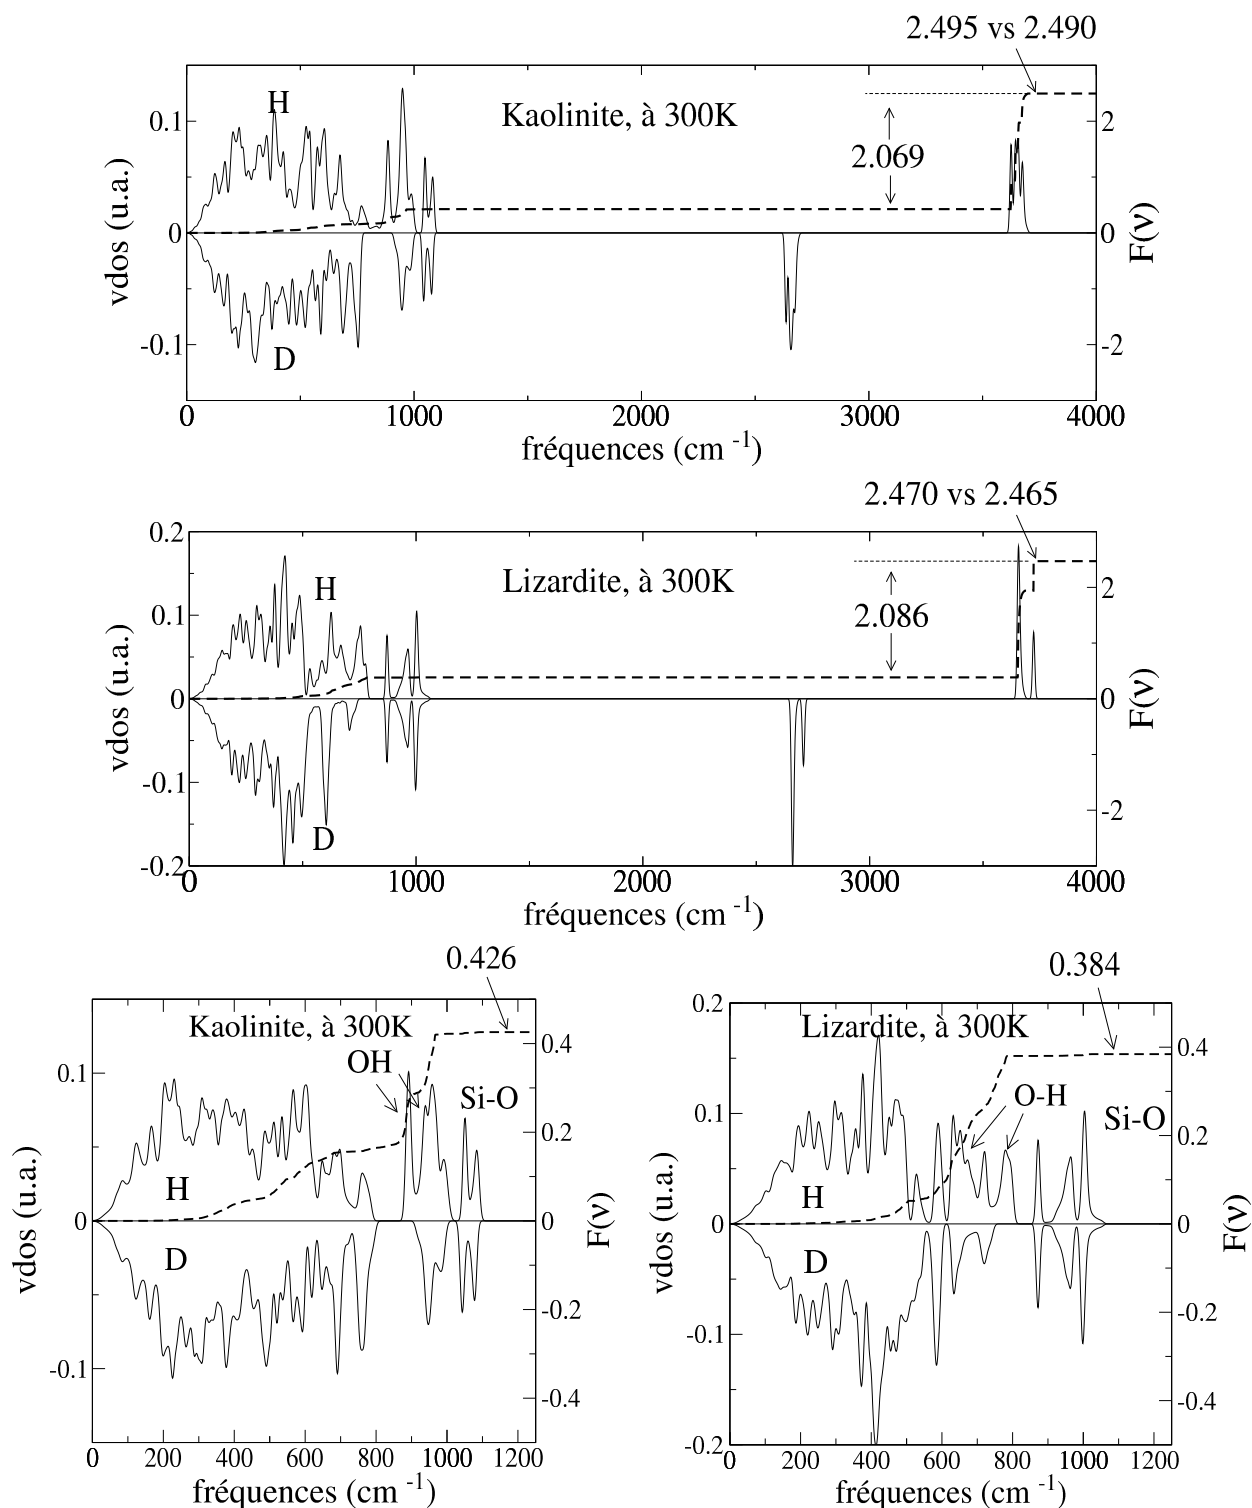 2.495 vs 2.490
H
Kaolinite, à 300K
0.1
2
2.069
vdos (u.a.)
0
0
F(ν)
-0.1
D
-2
0
1000
2000
3000
4000
fréquences (cm -1)
2.470 vs 2.465
0.2
Lizardite, à 300K
H
2
0.1
2.086
vdos (u.a.)
0
0
F(ν)
-0.1
D
-2
-0.2
0
1000
2000
3000
4000
fréquences (cm -1)
0.426
Kaolinite, à 300K
OH
0.4
0.1
Si-O
0.2
H
vdos (u.a.)
0
0
F(ν)
D
-0.2
-0.1
-0.4
0
200
400
600
800
1000
1200
fréquences (cm -1)
0.384
0.2
Lizardite, à 300K
0.4
O-H
0.1
Si-O
0.2
H
vdos (u.a.)
0
0
F(ν)
D
-0.2
-0.1
-0.4
-0.2
0
200
400
600
800
1000
1200
fréquences (cm -1)